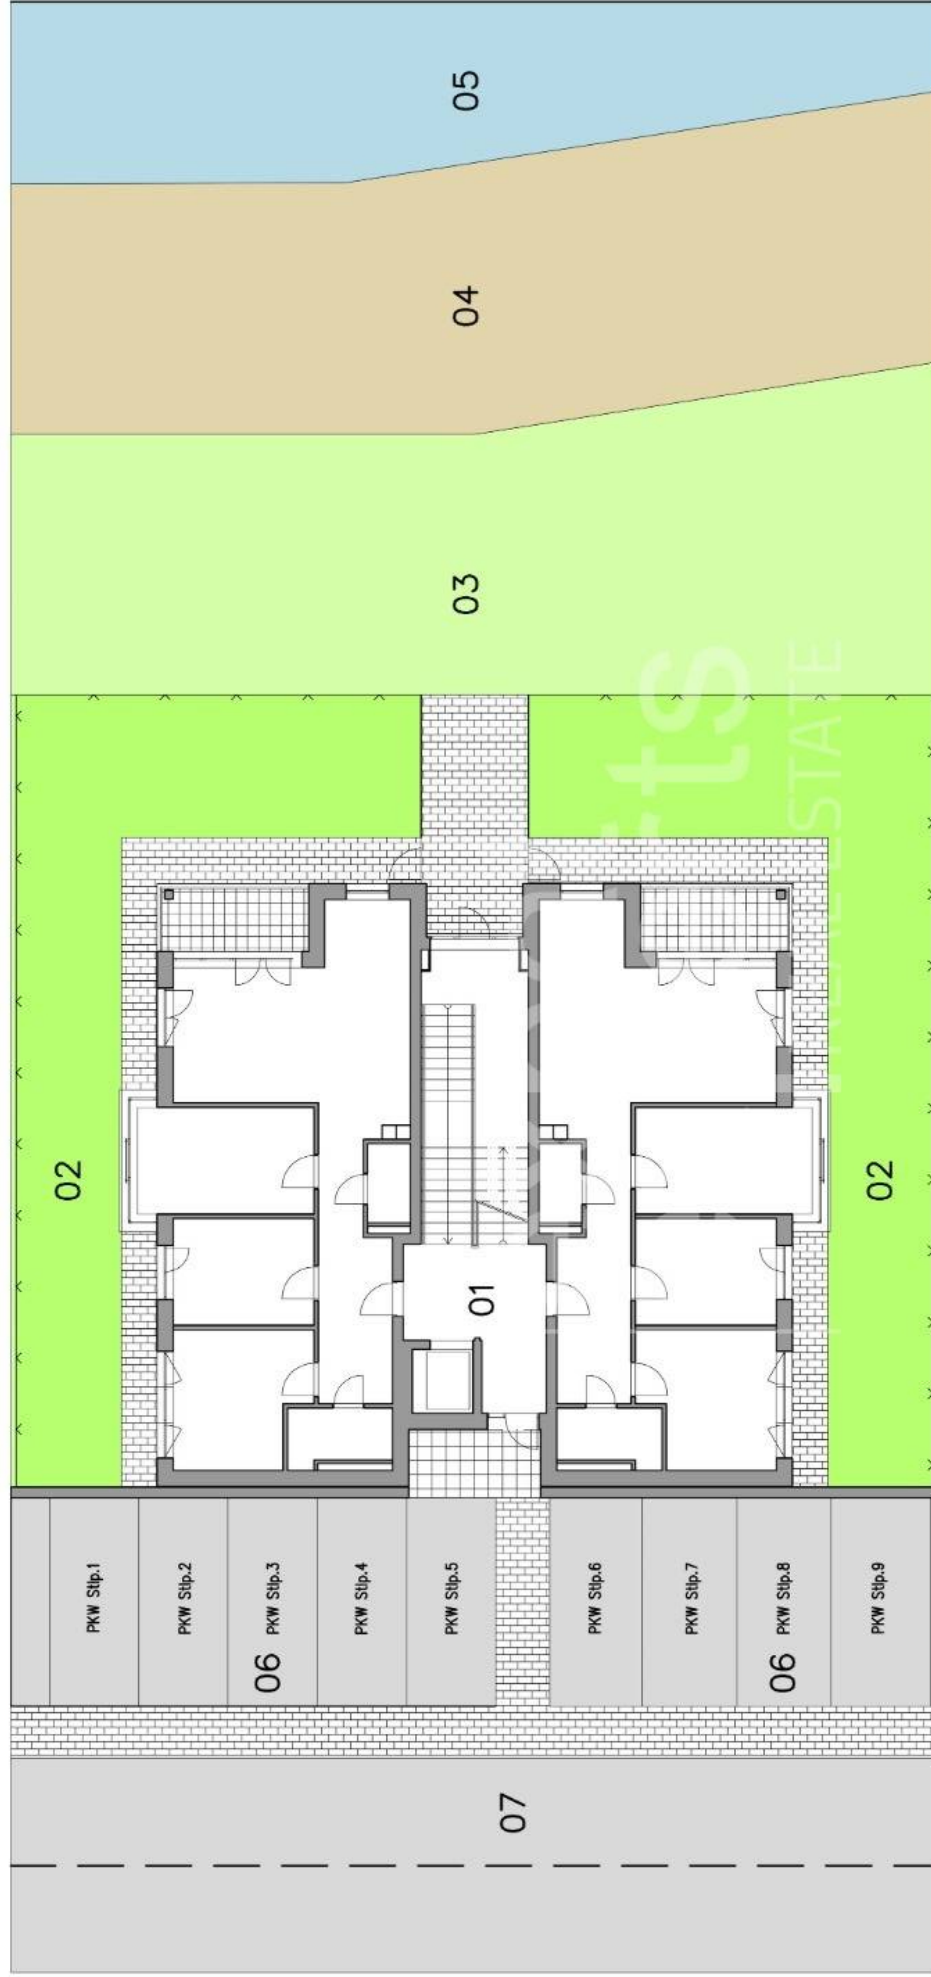 05
04
03
02
02
01
PKW Stlp.1
PKW Stlp.2
PKW Stlp.3
PKW Stlp.4
PKW Stlp.5
PKW Stlp.6
PKW Stlp.7
PKW Stlp.8
PKW Stlp.9
06
06
07
ESTATE